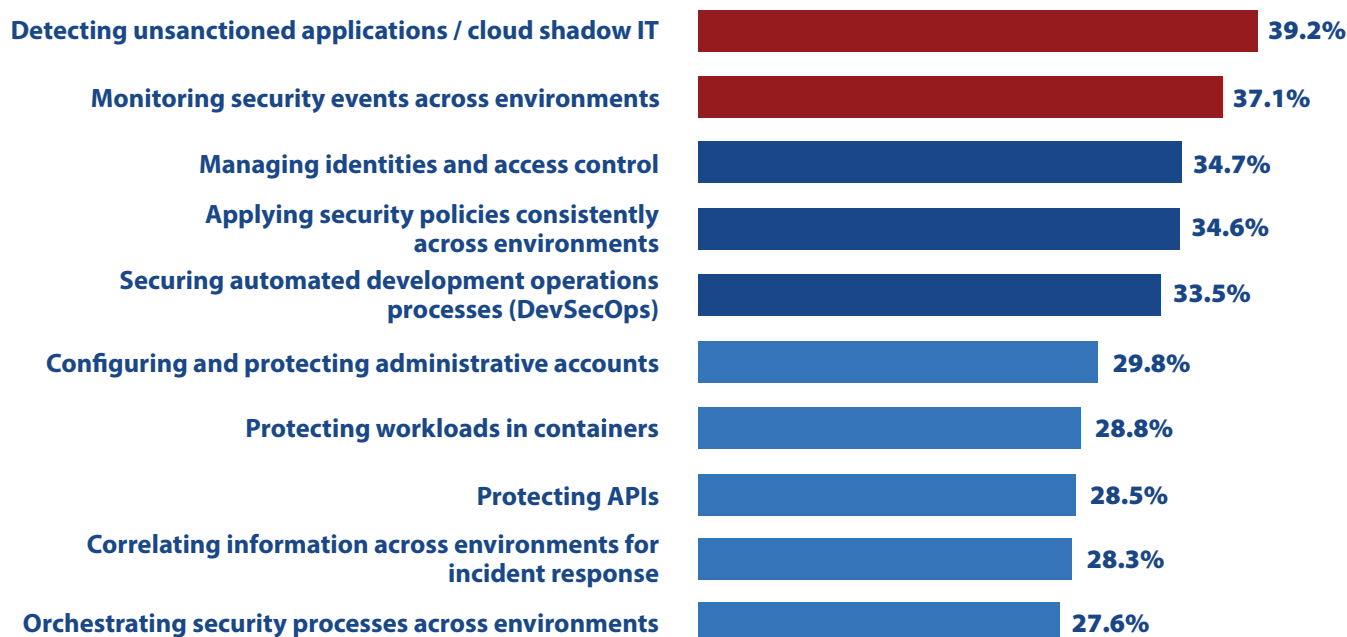 Detecting unsanctioned applications / cloud shadow IT 39.2%
Monitoring security events across environments 37.1%
Managing identities and access control 34.7%
Applying security policies consistently
across environments 34.6%
Securing automated development operations
processes (DevSecOps) 33.5%
Configuring and protecting administrative accounts 29.8%
Protecting workloads in containers 28.8%
Protecting APIs 28.5%
Correlating information across environments for
incident response 28.3%
Orchestrating security processes across environments 27.6%